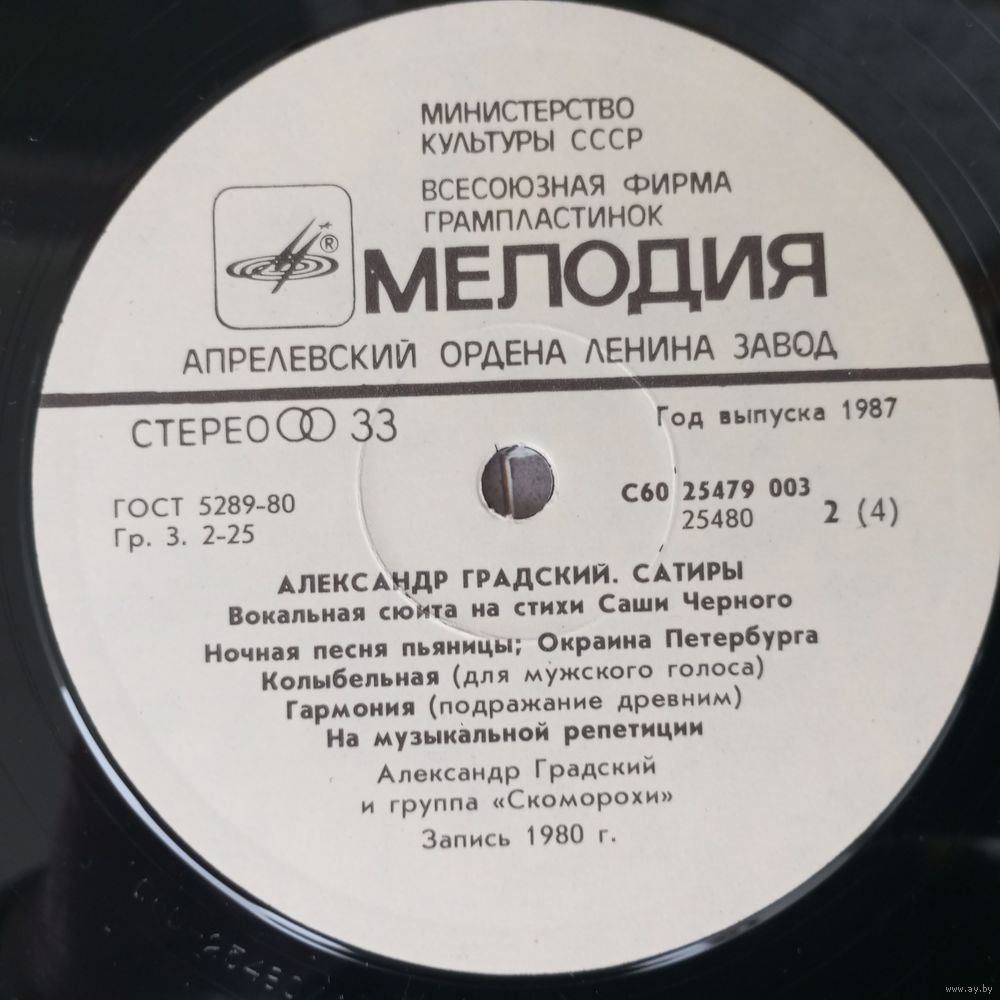 МИНИСТЕРСТВО
КУЛЬТУРЫ СССР
ВСЕСОЮЗНАЯ ФИРМА
ГРАМПЛАСТИНОК
®
МЕЛОДИЯ
АПРЕЛЕВСКИЙ ОРДЕНА ЛЕНИНА ЗАВОД
СТЕРЕО 33
Год выпуска 1987
ГОСТ 5289-80
Гр. 3. 2-25
С60 25479 003
25480
2 (4)
АЛЕКСАНДР ГРАДСКИЙ. САТИРЫ
Вокальная сюита на стихи Саши Черного
Ночная песня пьяницы; Окраина Петербурга
Колыбельная (для мужского голоса)
Гармония (подражание древним)
На музыкальной репетиции
Александр Градский
и группа «Скоморохи»
Запись 1980 г.
www.ay.by